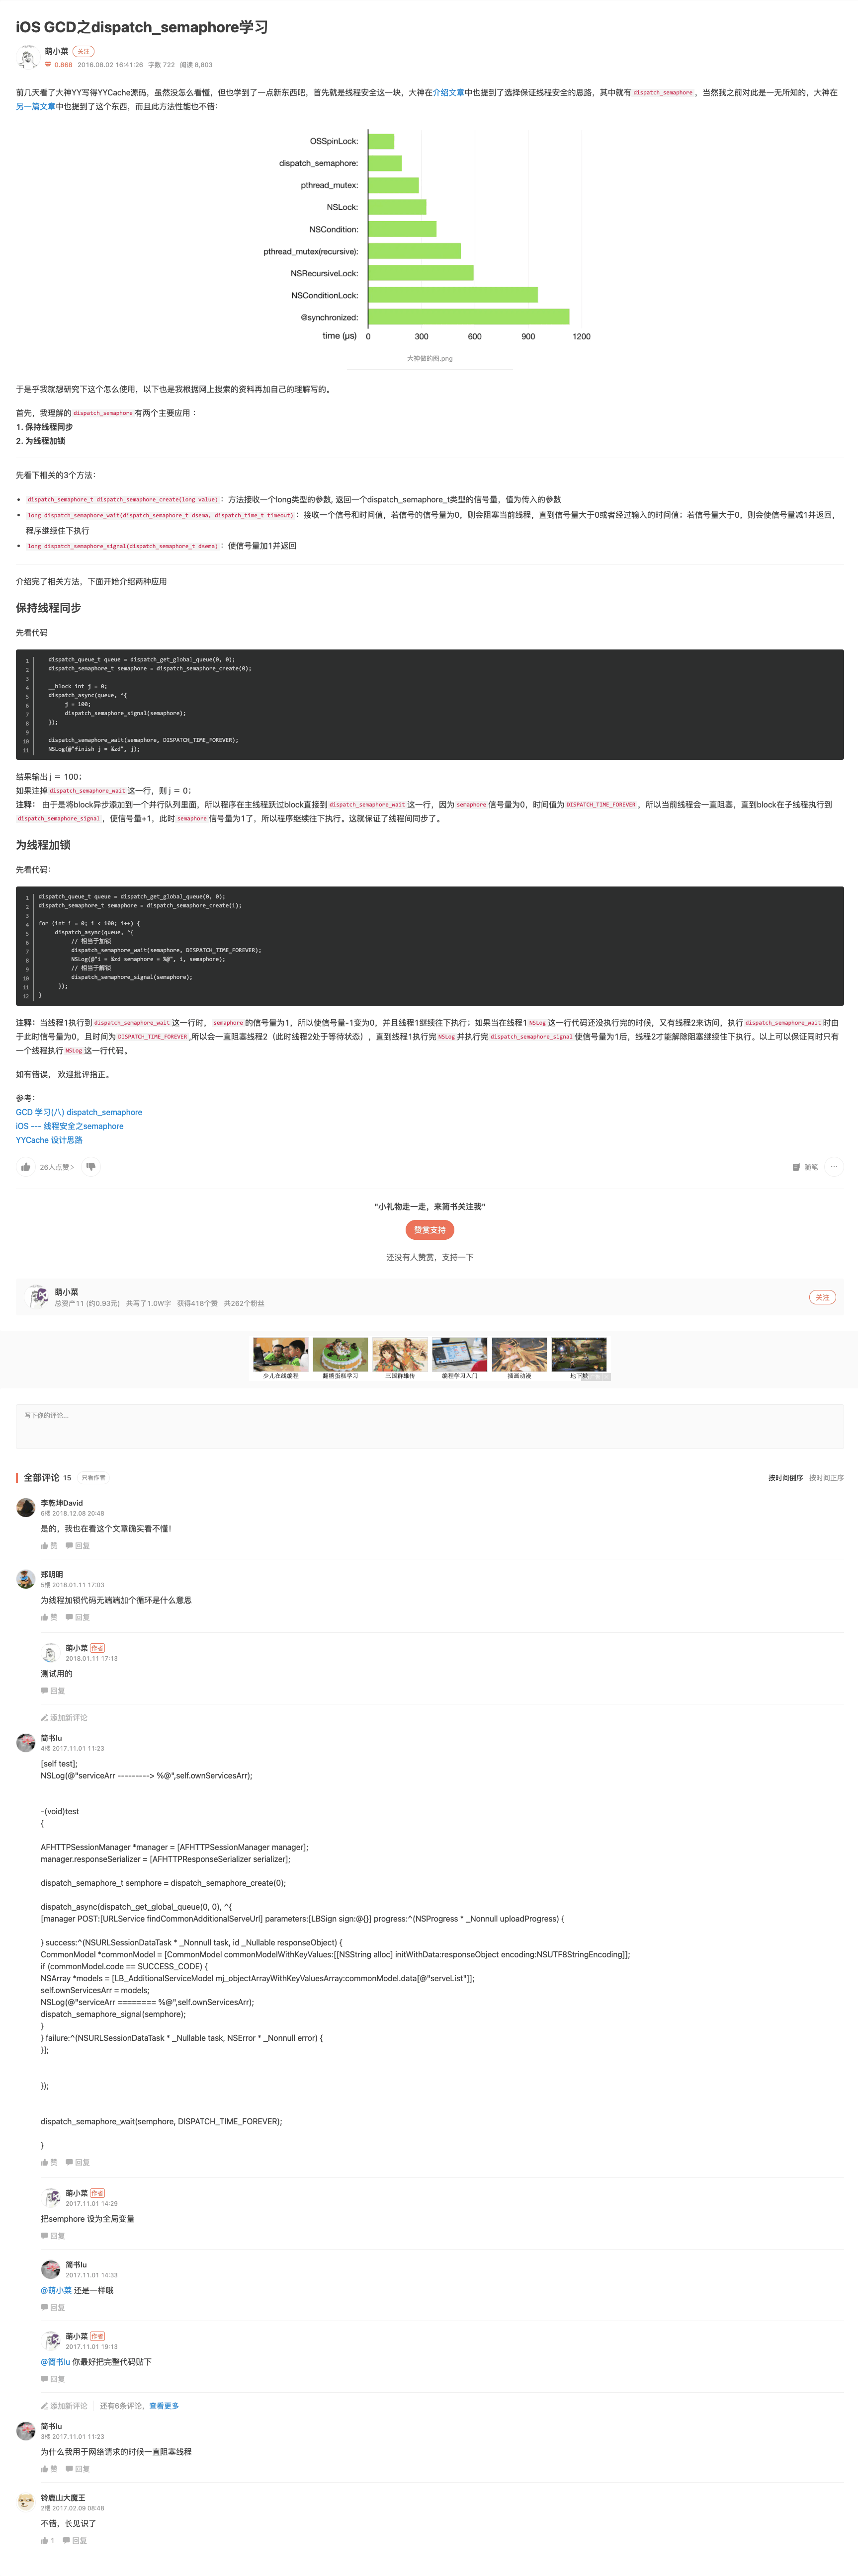 iOS GCD之dispatch_semaphore学习
萌小菜 关注
0.868 2016.08.02 16:41:26 字数 722 阅读 8,803
前几天看了大神YY写得YYCache源码，虽然没怎么看懂，但也学到了一点新东西吧，首先就是线程安全这一块，大神在介绍文章中也提到了选择保证线程安全的思路，其中就有 dispatch_semaphore ，当然我之前对此是一无所知的，大神在
另一篇文章中也提到了这个东西，而且此方法性能也不错：
OSSpinLock:
dispatch_semaphore:
pthread_mutex:
NSLock:
NSCondition:
pthread_mutex(recursive):
NSRecursiveLock:
NSConditionLock:
@synchronized:
time (μs) 0 300 600 900 1200
大神做的图.png
于是乎我就想研究下这个怎么使用，以下也是我根据网上搜索的资料再加自己的理解写的。
首先，我理解的 dispatch_semaphore 有两个主要应用 ：
1. 保持线程同步
2. 为线程加锁
先看下相关的3个方法：
• dispatch_semaphore_t dispatch_semaphore_create(long value) ： 方法接收一个long类型的参数, 返回一个dispatch_semaphore_t类型的信号量，值为传入的参数
• long dispatch_semaphore_wait(dispatch_semaphore_t dsema, dispatch_time_t timeout) ： 接收一个信号和时间值，若信号的信号量为0，则会阻塞当前线程，直到信号量大于0或者经过输入的时间值；若信号量大于0，则会使信号量减1并返回，
程序继续往下执行
• long dispatch_semaphore_signal(dispatch_semaphore_t dsema) ： 使信号量加1并返回
介绍完了相关方法，下面开始介绍两种应用
保持线程同步
先看代码
1 dispatch_queue_t queue = dispatch_get_global_queue(0, 0);
2 dispatch_semaphore_t semaphore = dispatch_semaphore_create(0);
3
4 __block int j = 0;
5 dispatch_async(queue, ^{
6 j = 100;
7 dispatch_semaphore_signal(semaphore);
8 });
9
10 dispatch_semaphore_wait(semaphore, DISPATCH_TIME_FOREVER);
11 NSLog(@"finish j = %zd", j);
结果输出 j ＝ 100；
如果注掉 dispatch_semaphore_wait 这一行，则 j ＝ 0；
注释： 由于是将block异步添加到一个并行队列里面，所以程序在主线程跃过block直接到 dispatch_semaphore_wait 这一行，因为 semaphore 信号量为0，时间值为 DISPATCH_TIME_FOREVER ，所以当前线程会一直阻塞，直到block在子线程执行到
dispatch_semaphore_signal ，使信号量+1，此时 semaphore 信号量为1了，所以程序继续往下执行。这就保证了线程间同步了。
为线程加锁
先看代码：
1 dispatch_queue_t queue = dispatch_get_global_queue(0, 0);
2 dispatch_semaphore_t semaphore = dispatch_semaphore_create(1);
3
4 for (int i = 0; i < 100; i++) {
5 dispatch_async(queue, ^{
6 // 相当于加锁
7 dispatch_semaphore_wait(semaphore, DISPATCH_TIME_FOREVER);
8 NSLog(@"i = %zd semaphore = %@", i, semaphore);
9 // 相当于解锁
10 dispatch_semaphore_signal(semaphore);
11 });
12 }
注释：当线程1执行到 dispatch_semaphore_wait 这一行时， semaphore 的信号量为1，所以使信号量-1变为0，并且线程1继续往下执行；如果当在线程1 NSLog 这一行代码还没执行完的时候，又有线程2来访问，执行 dispatch_semaphore_wait 时由
于此时信号量为0，且时间为 DISPATCH_TIME_FOREVER ,所以会一直阻塞线程2（此时线程2处于等待状态），直到线程1执行完 NSLog 并执行完 dispatch_semaphore_signal 使信号量为1后，线程2才能解除阻塞继续往下执行。以上可以保证同时只有
一个线程执行 NSLog 这一行代码。
如有错误， 欢迎批评指正。
参考：
GCD 学习(八) dispatch_semaphore
iOS --- 线程安全之semaphore
YYCache 设计思路
26人点赞 >
随笔
···
"小礼物走一走，来简书关注我"
赞赏支持
还没有人赞赏，支持一下
萌小菜
总资产11 (约0.93元) 共写了1.0W字 获得418个赞 共262个粉丝
关注
少儿在线编程 翻糖蛋糕学习 三国群雄传 编程学习入门 插画动漫 地下城
写下你的评论...
全部评论 15 只看作者
按时间倒序 按时间正序
李乾坤David
6楼 2018.12.08 20:48
是的，我也在看这个文章确实看不懂！
赞 回复
郑明明
5楼 2018.01.11 17:03
为线程加锁代码无端端加个循环是什么意思
赞 回复
萌小菜 作者
2018.01.11 17:13
测试用的
回复
添加新评论
简书lu
4楼 2017.11.01 11:23
[self test];
NSLog(@"serviceArr ---------> %@",self.ownServicesArr);
-(void)test
{
AFHTTPSessionManager *manager = [AFHTTPSessionManager manager];
manager.responseSerializer = [AFHTTPResponseSerializer serializer];
dispatch_semaphore_t semphore = dispatch_semaphore_create(0);
dispatch_async(dispatch_get_global_queue(0, 0), ^{
[manager POST:[URLService findCommonAdditionalServeUrl] parameters:[LBSign sign:@{}] progress:^(NSProgress * _Nonnull uploadProgress) {
} success:^(NSURLSessionDataTask * _Nonnull task, id _Nullable responseObject) {
CommonModel *commonModel = [CommonModel commonModelWithKeyValues:[[NSString alloc] initWithData:responseObject encoding:NSUTF8StringEncoding]];
if (commonModel.code == SUCCESS_CODE) {
NSArray *models = [LB_AdditionalServiceModel mj_objectArrayWithKeyValuesArray:commonModel.data[@"serveList"]];
self.ownServicesArr = models;
NSLog(@"serviceArr ======== %@",self.ownServicesArr);
dispatch_semaphore_signal(semphore);
}
} failure:^(NSURLSessionDataTask * _Nullable task, NSError * _Nonnull error) {
}];
});
dispatch_semaphore_wait(semphore, DISPATCH_TIME_FOREVER);
}
赞 回复
萌小菜 作者
2017.11.01 14:29
把semphore 设为全局变量
回复
简书lu
2017.11.01 14:33
@萌小菜 还是一样哦
回复
萌小菜 作者
2017.11.01 19:13
@简书lu 你最好把完整代码贴下
回复
添加新评论 还有6条评论，查看更多
简书lu
3楼 2017.11.01 11:23
为什么我用于网络请求的时候一直阻塞线程
赞 回复
铃鹿山大魔王
2楼 2017.02.09 08:48
不错，长见识了
1 回复